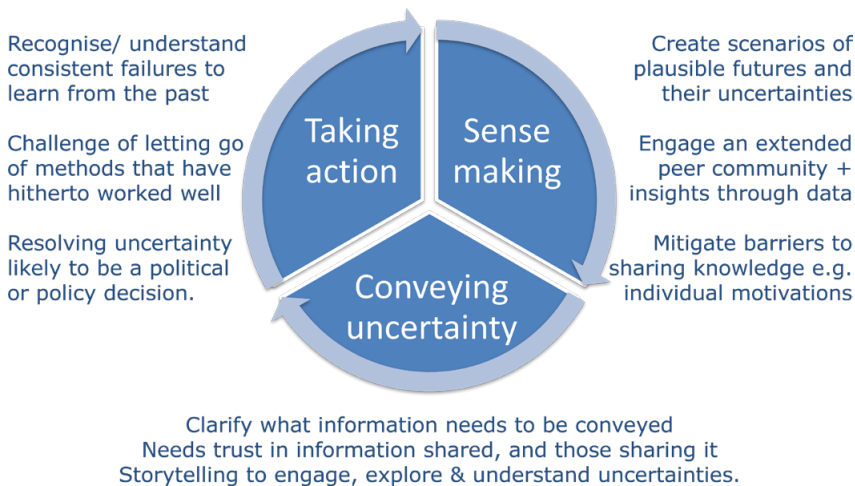 Recognise/ understand
consistent failures to
learn from the past
Challenge of letting go
of methods that have
hitherto worked well
Resolving uncertainty
likely to be a political
or policy decision.
Taking
action
Sense
making
Conveying
uncertainty
Create scenarios of
plausible futures and
their uncertainties
Engage an extended
peer community +
insights through data
Mitigate barriers to
sharing knowledge e.g.
individual motivations
Clarify what information needs to be conveyed
Needs trust in information shared, and those sharing it
Storytelling to engage, explore & understand uncertainties.